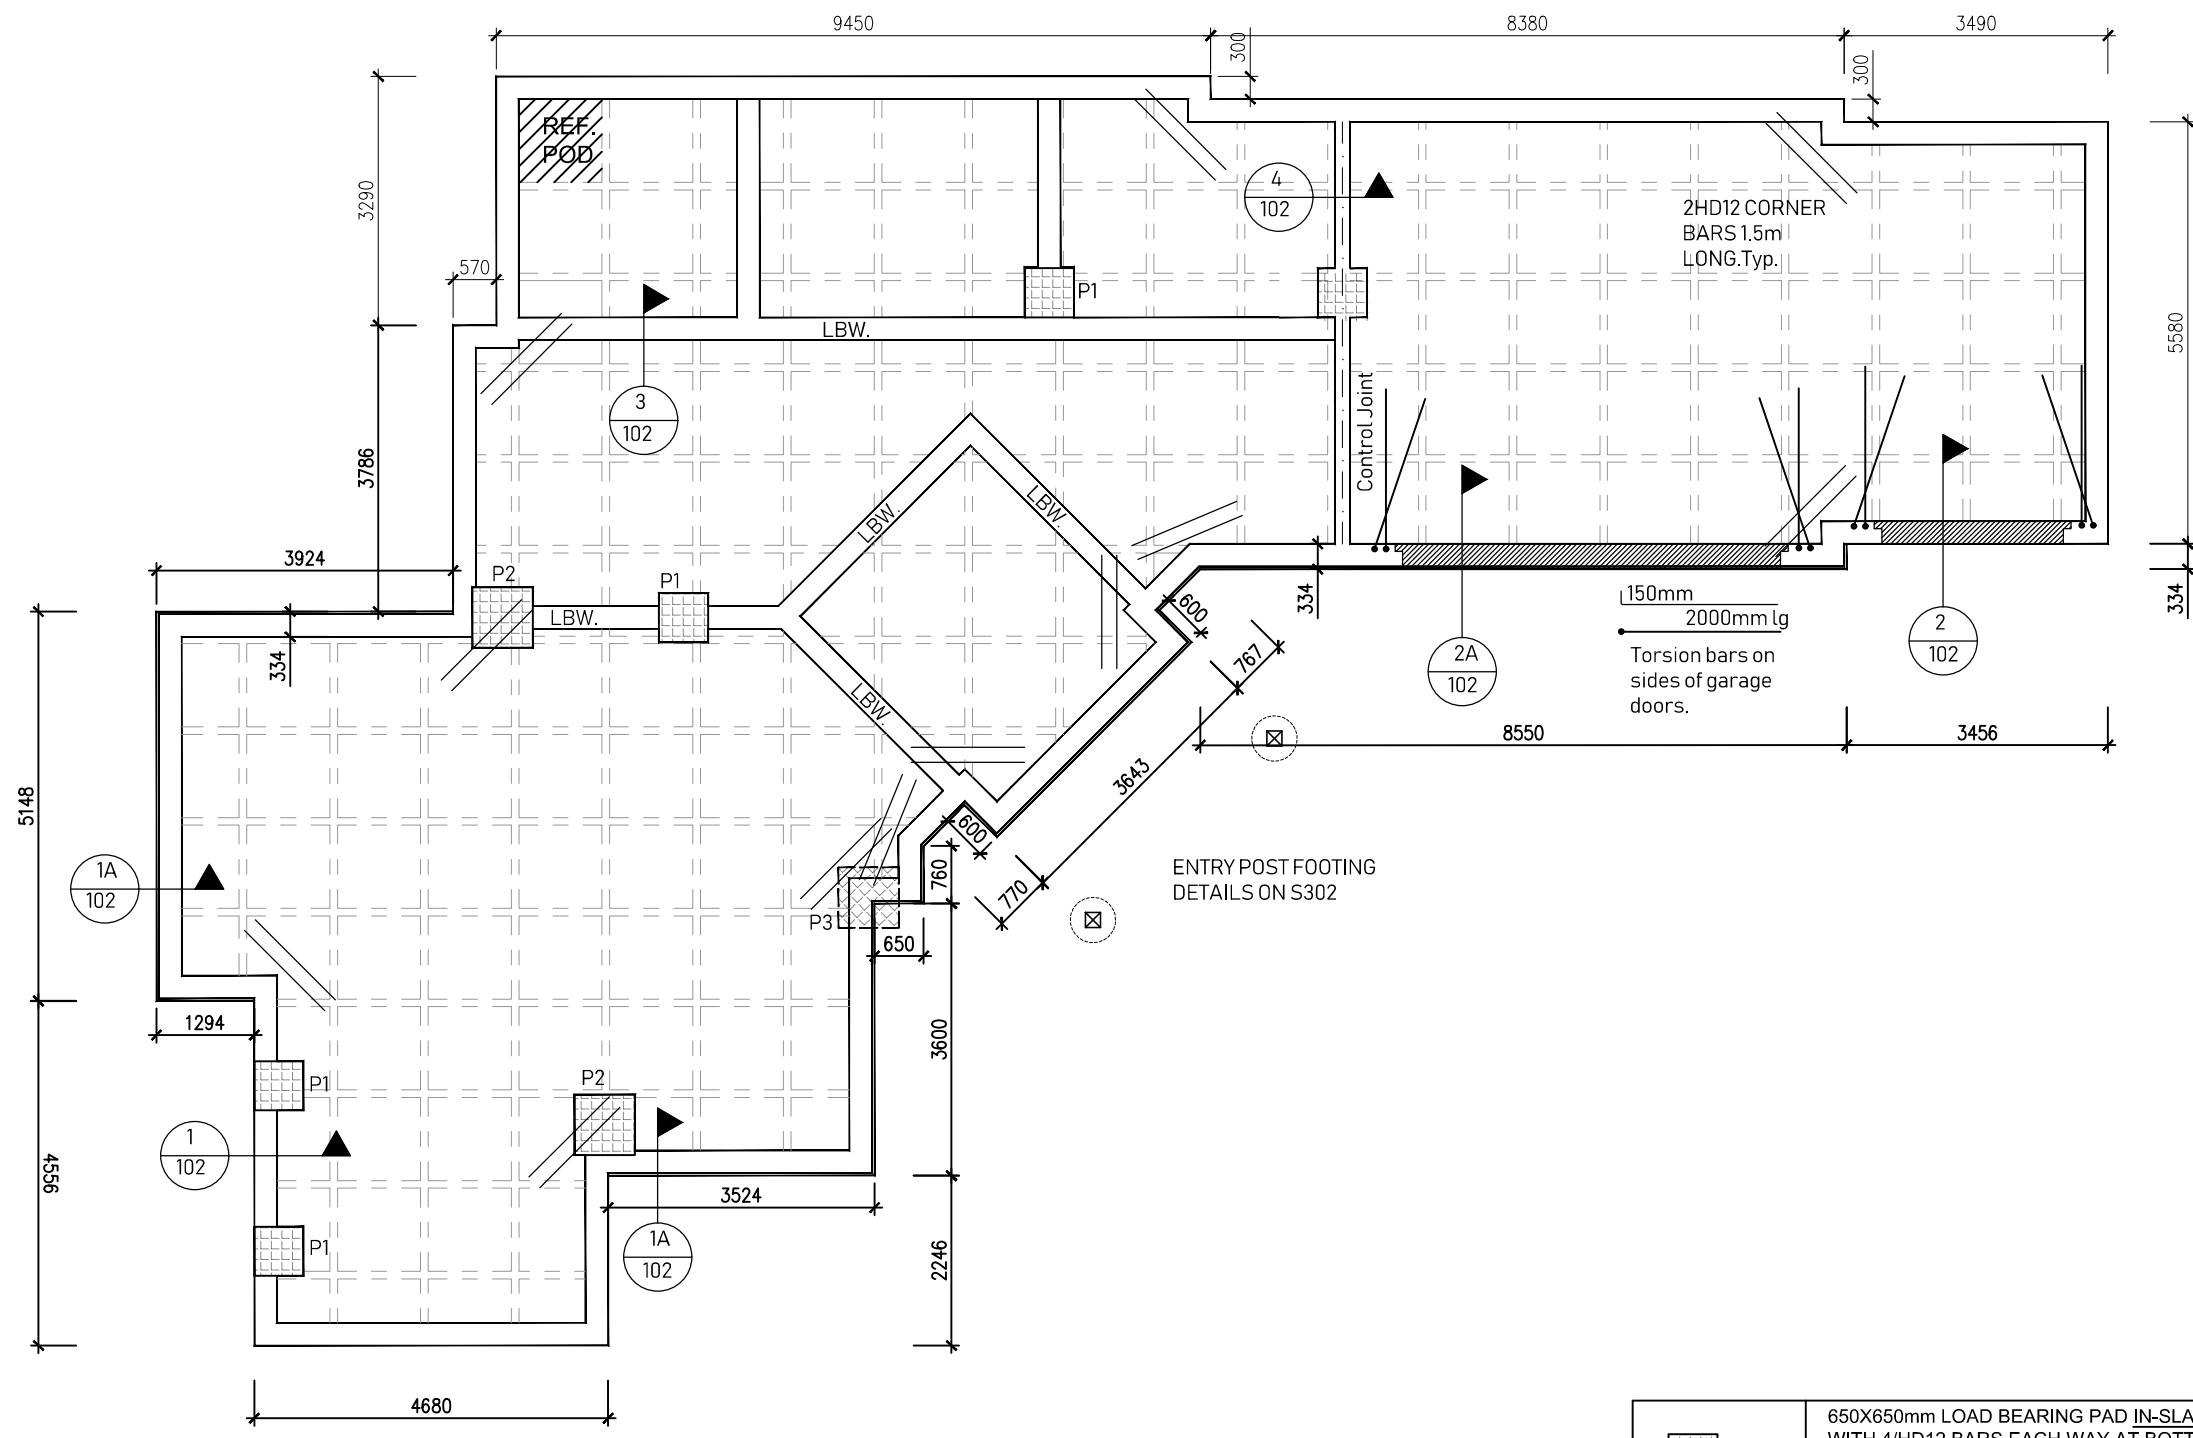 9450
8380
3490
300
300
REF.
POD
3290
570
4
102
2HD12 CORNER
BARS 1.5m
LONG.Typ.
P1
LBW.
5580
3
102
Control Joint
3786
LBW.
LBW.
3924
P2
P1
LBW.
334
600
334
334
150mm
2000mm lg
Torsion bars on
sides of garage
doors.
2
102
2A
102
767
LBW.
8550
3456
3643
5148
600
760
770
ENTRY POST FOOTING
DETAILS ON S302
1A
102
P3
650
1294
3600
P1
P2
1
102
4556
3524
P1
1A
102
2246
4680
650X650mm LOAD BEARING PAD IN-SLA